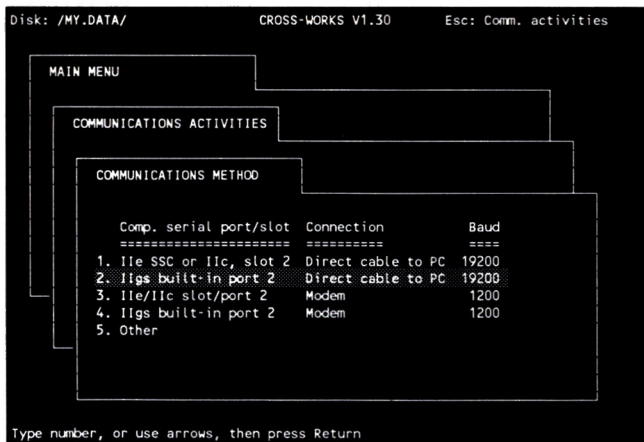 Disk: /MY.DATA/ CROSS-WORKS V1.30 Esc: Comm. activities
MAIN MENU
COMMUNICATIONS ACTIVITIES
COMMUNICATIONS METHOD
Comp. serial port/slot Connection Baud
====================== ========== ====
1. IIe SSC or IIc, slot 2 Direct cable to PC 19200
2. IIgs built-in port 2 Direct cable to PC 19200
3. IIe/IIc slot/port 2 Modem 1200
4. IIgs built-in port 2 Modem 1200
5. Other
Type number, or use arrows, then press Return